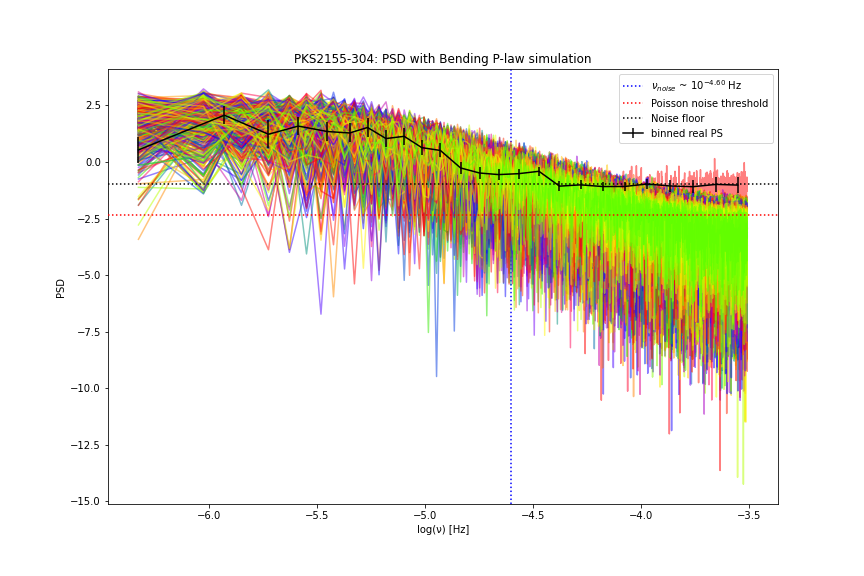 PKS2155-304: PSD with Bending P-law simulation
ν_noise ~ 10^−4.60 Hz
Poisson noise threshold
Noise floor
binned real PS
2.5
0.0
−2.5
−5.0
−7.5
−10.0
−12.5
−15.0
PSD
−6.0 −5.5 −5.0 −4.5 −4.0 −3.5
log(ν) [Hz]